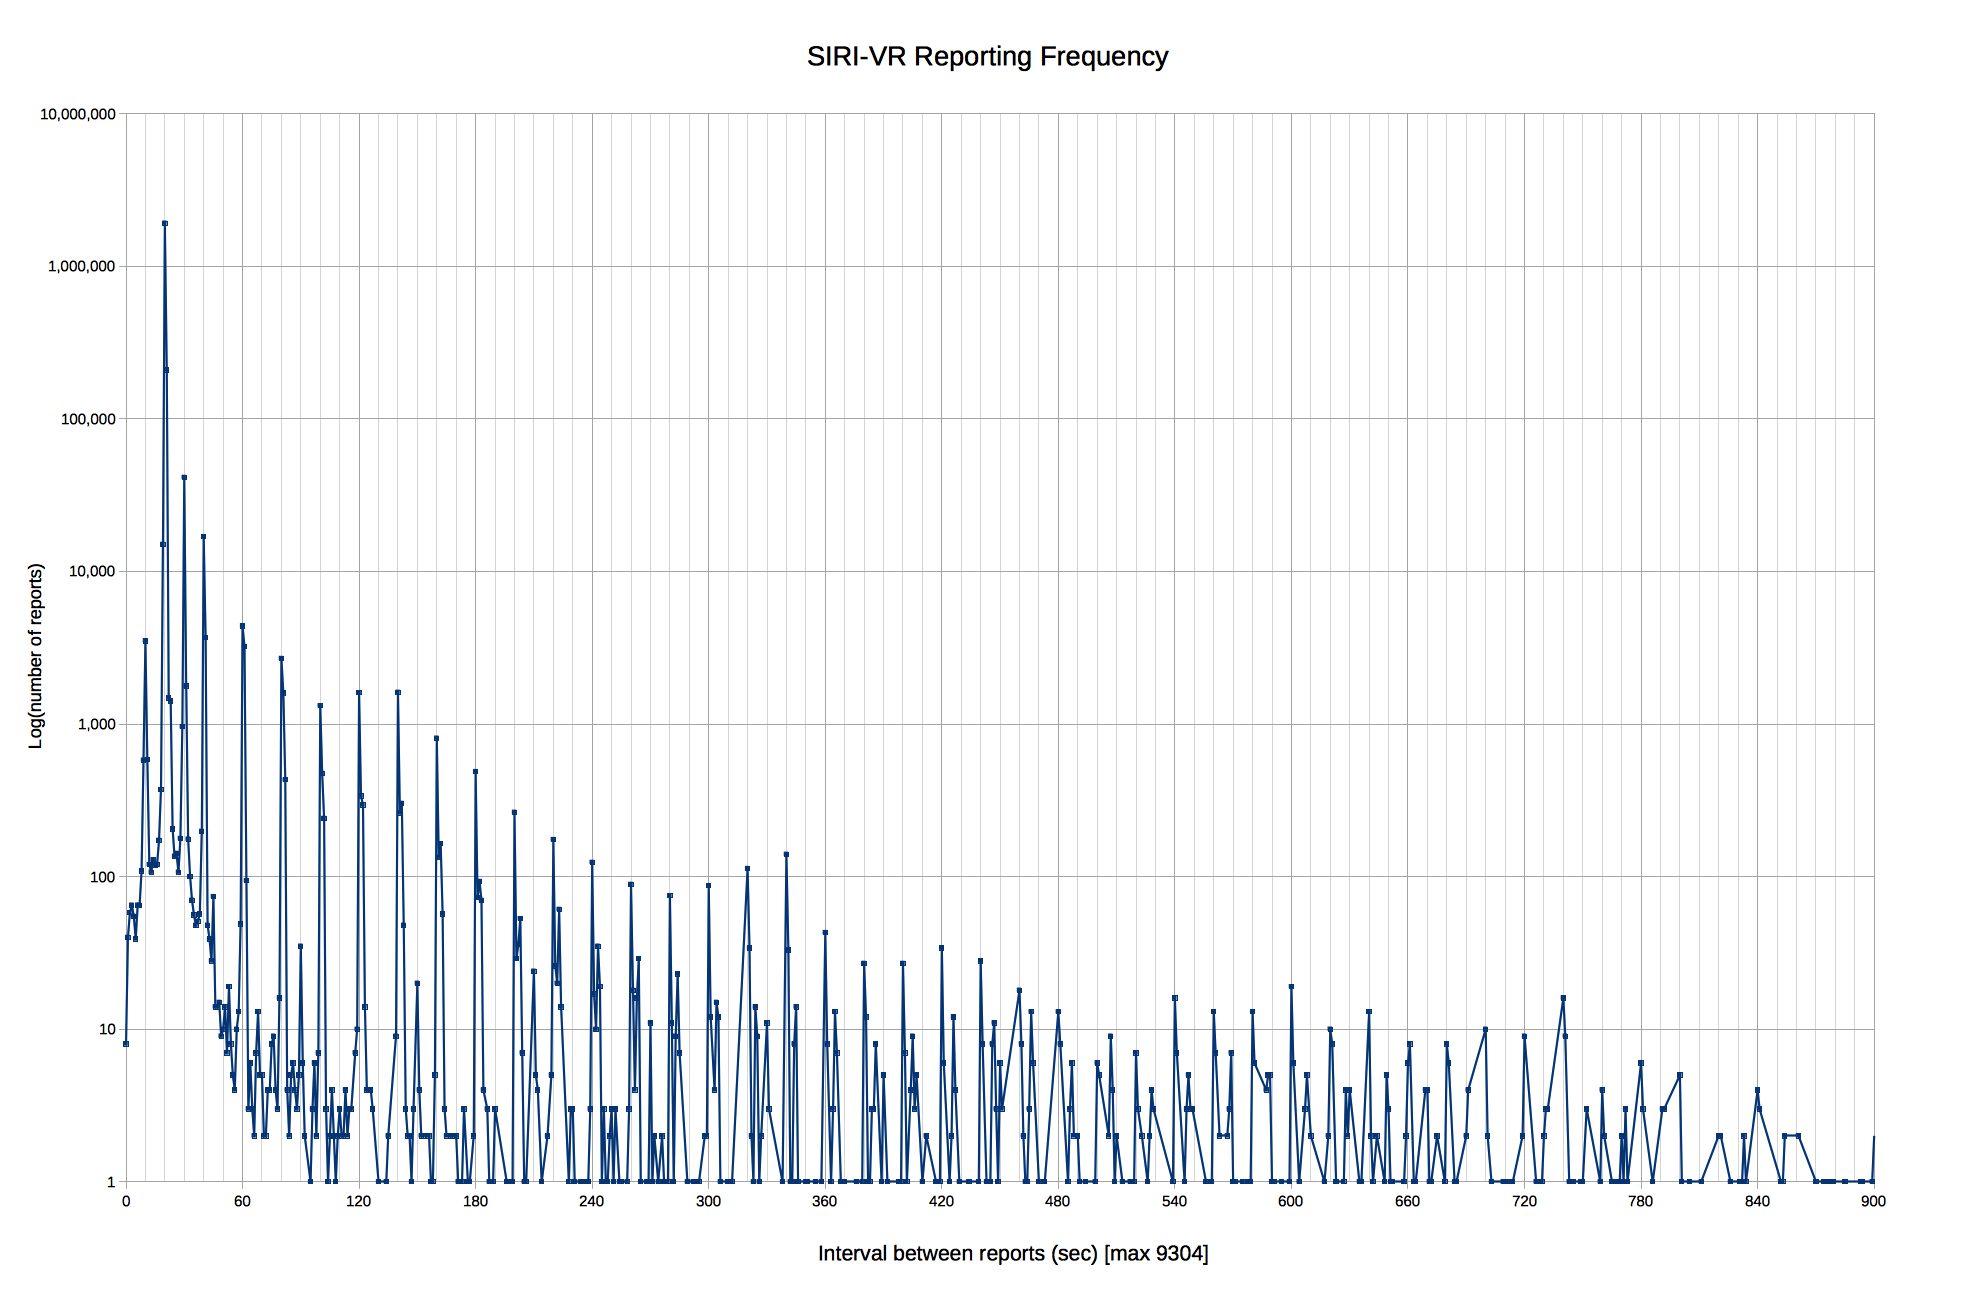 SIRI-VR Reporting Frequency
10,000,000
1,000,000
100,000
10,000
1,000
100
10
1
Log(number of reports)
0 60 120 180 240 300 360 420 480 540 600 660 720 780 840 900
Interval between reports (sec) [max 9304]